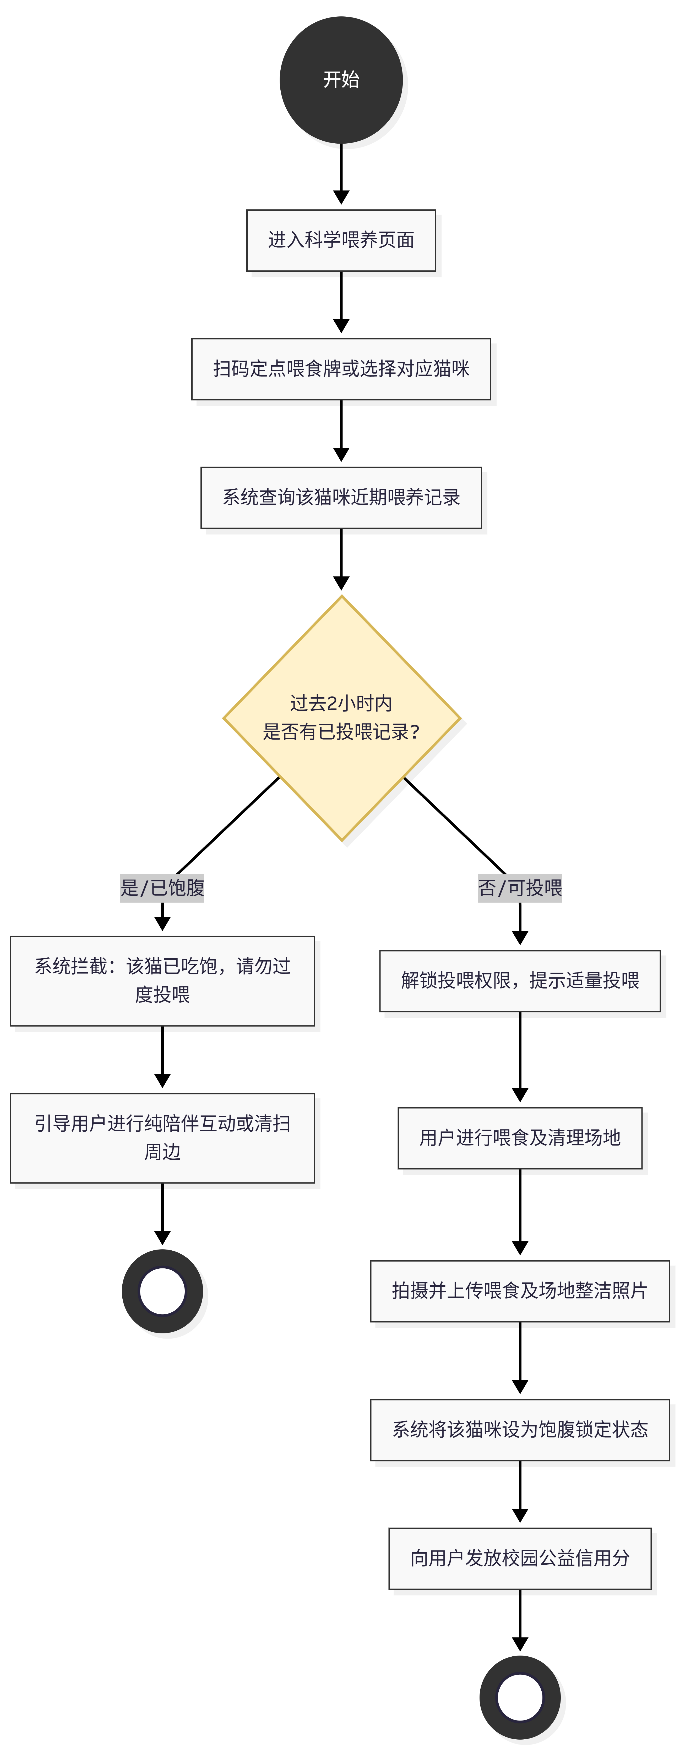 开始
进入科学喂养页面
扫码定点喂食牌或选择对应猫咪
系统查询该猫咪近期喂养记录
过去2小时内
是否有已投喂记录?
是/已饱腹
否/可投喂
系统拦截：该猫已吃饱，请勿过
度投喂
解锁投喂权限，提示适量投喂
引导用户进行纯陪伴互动或清扫
周边
用户进行喂食及清理场地
拍摄并上传喂食及场地整洁照片
系统将该猫咪设为饱腹锁定状态
向用户发放校园公益信用分